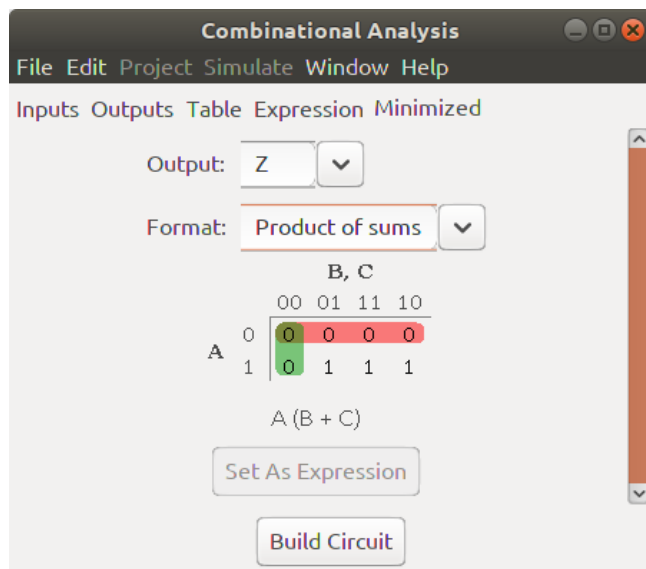 Combinational Analysis
File Edit Project Simulate Window Help
Inputs Outputs Table Expression Minimized
Output: Z
Format: Product of sums
B, C
00 01 11 10
0 0 0 0 0
A
1 0 1 1 1
A (B + C)
Set As Expression
Build Circuit